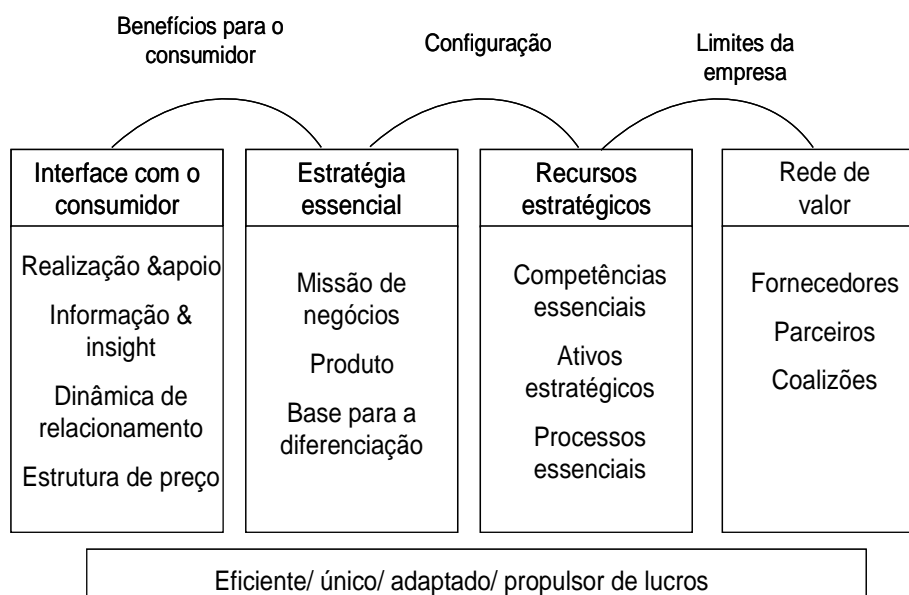 Benefícios para o
consumidor
Configuração
Limites da
empresa
Interface com o
consumidor
Realização &apoio
Informação &
insight
Dinâmica de
relacionamento
Estrutura de preço
Estratégia
essencial
Missão de
negócios
Produto
Base para a
diferenciação
Recursos
estratégicos
Competências
essenciais
Ativos
estratégicos
Processos
essenciais
Rede de
valor
Fornecedores
Parceiros
Coalizões
Eficiente/ único/ adaptado/ propulsor de lucros